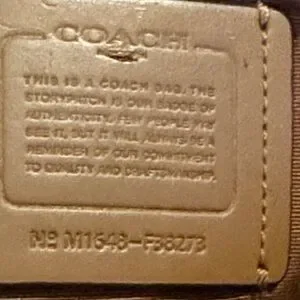 COACH
THIS IS A COACH BAG. THE
STORYPATCH IS OUR BADGE OF
AUTHENTICITY. FEW PEOPLE MAY
SEE IT, BUT IT WILL ALWAYS BE A
REMINDER OF OUR COMMITMENT
TO QUALITY AND CRAFTSMANSHIP.
No M1648-F38273